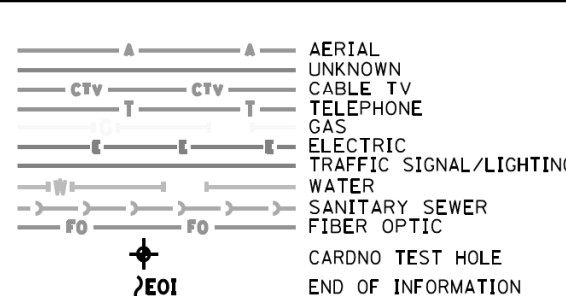 A A AERIAL
UNKNOWN
CTV CTV CABLE TV
T T TELEPHONE
G GAS
E E E ELECTRIC
TRAFFIC SIGNAL/LIGHTING
W WATER
SANITARY SEWER
FO FO FIBER OPTIC
CARDNO TEST HOLE
EOI END OF INFORMATION